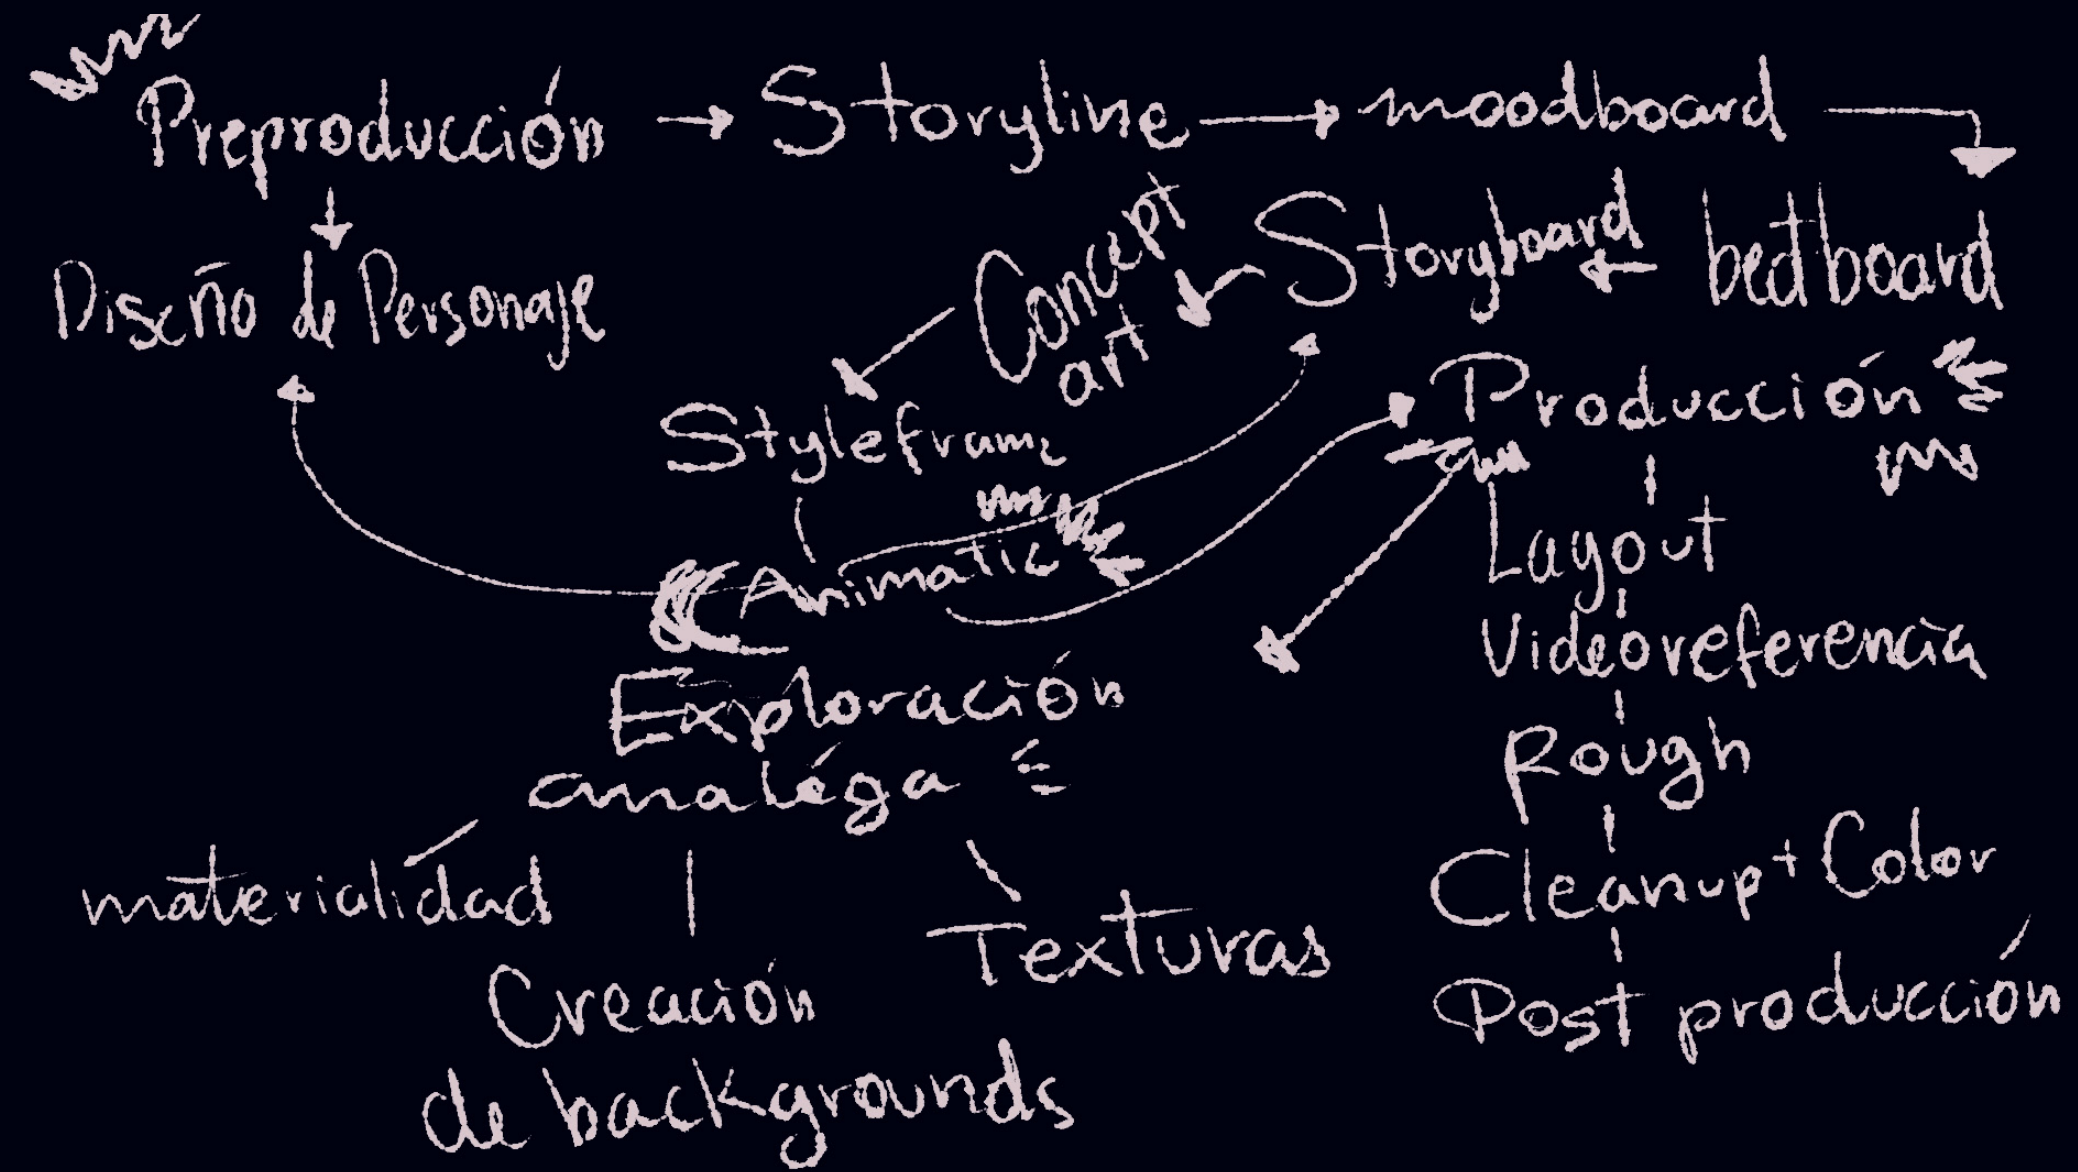 Preproducción → Storyline → moodboard
Diseño de Personaje
Concept
art
Storyboard ← beatboard
Styleframe
Animatic
Producción
Layout
Videoreferencia
Rough
Cleanup + Color
Post producción
Exploración
analóga
materialidad
Creación
de backgrounds
Texturas